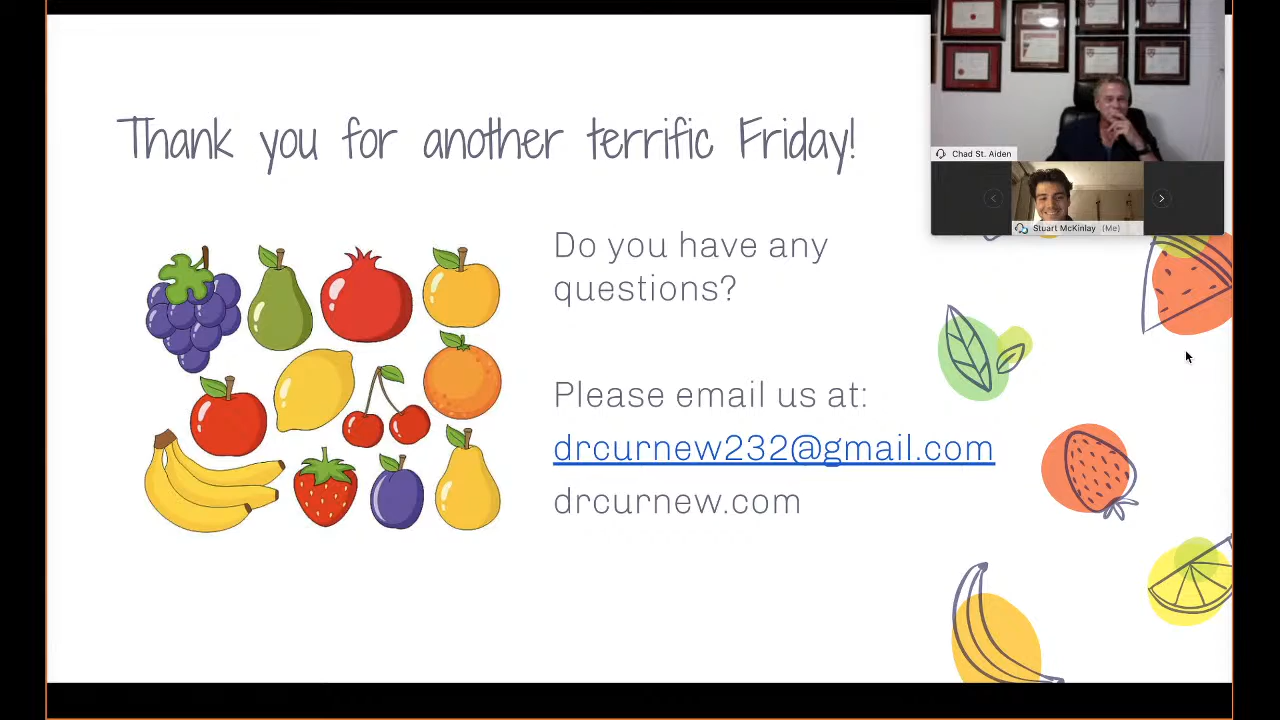 Thank you for another terrific Friday!
Chad St. Aiden
Stuart McKinlay (Me)
Do you have any
questions?
Please email us at:
drcurnew232@gmail.com
drcurnew.com